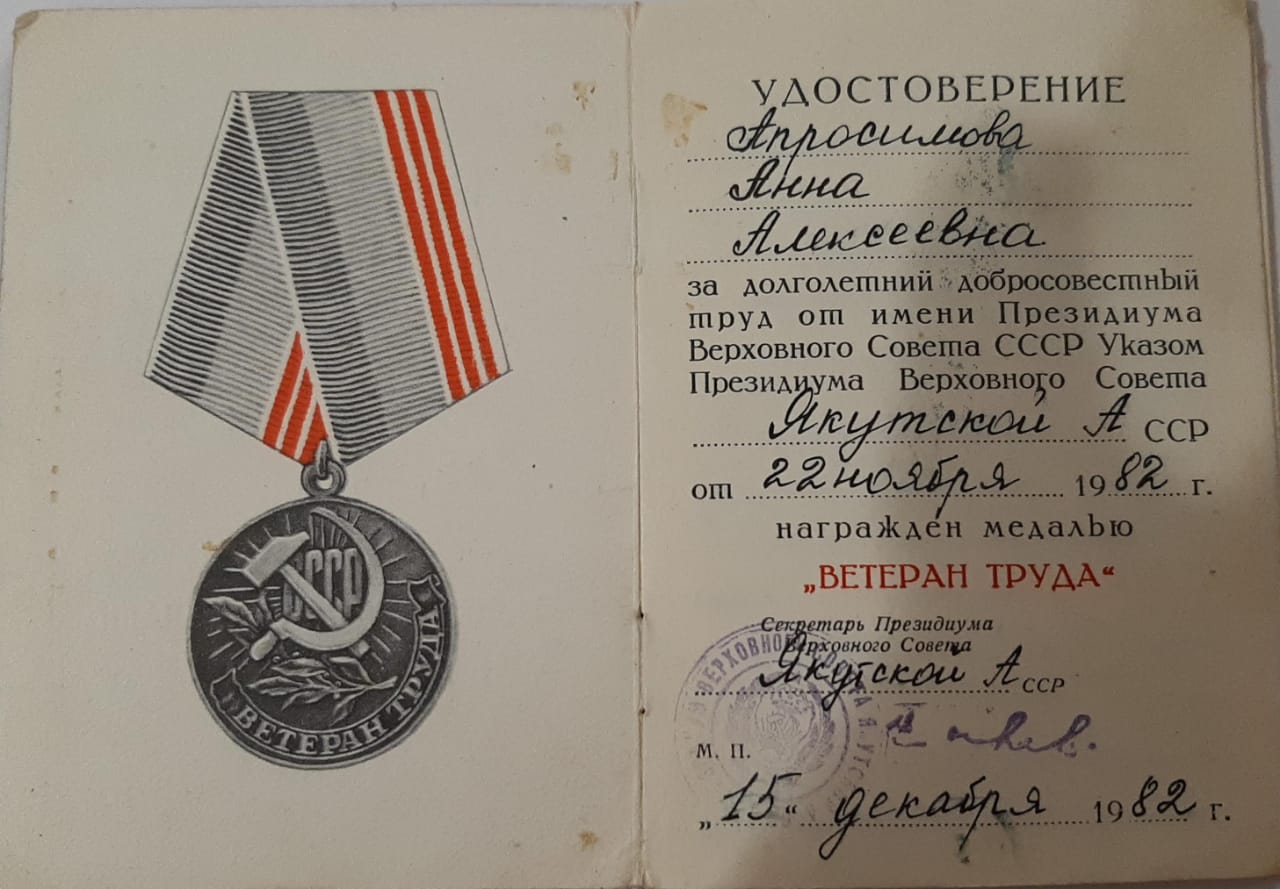 СССР
ВЕТЕРАН ТРУДА
УДОСТОВЕРЕНИЕ
Апросимова
Анна
Алексеевна
за долголетний добросовестный
труд от имени Президиума
Верховного Совета СССР Указом
Президиума Верховного Совета
Якутской А ССР
от 22 ноября 1982 г.
награжден медалью
„ВЕТЕРАН ТРУДА“
Секретарь Президиума
Верховного Совета
Якутской А ССР
М. П.
„15“ декабря 1982 г.